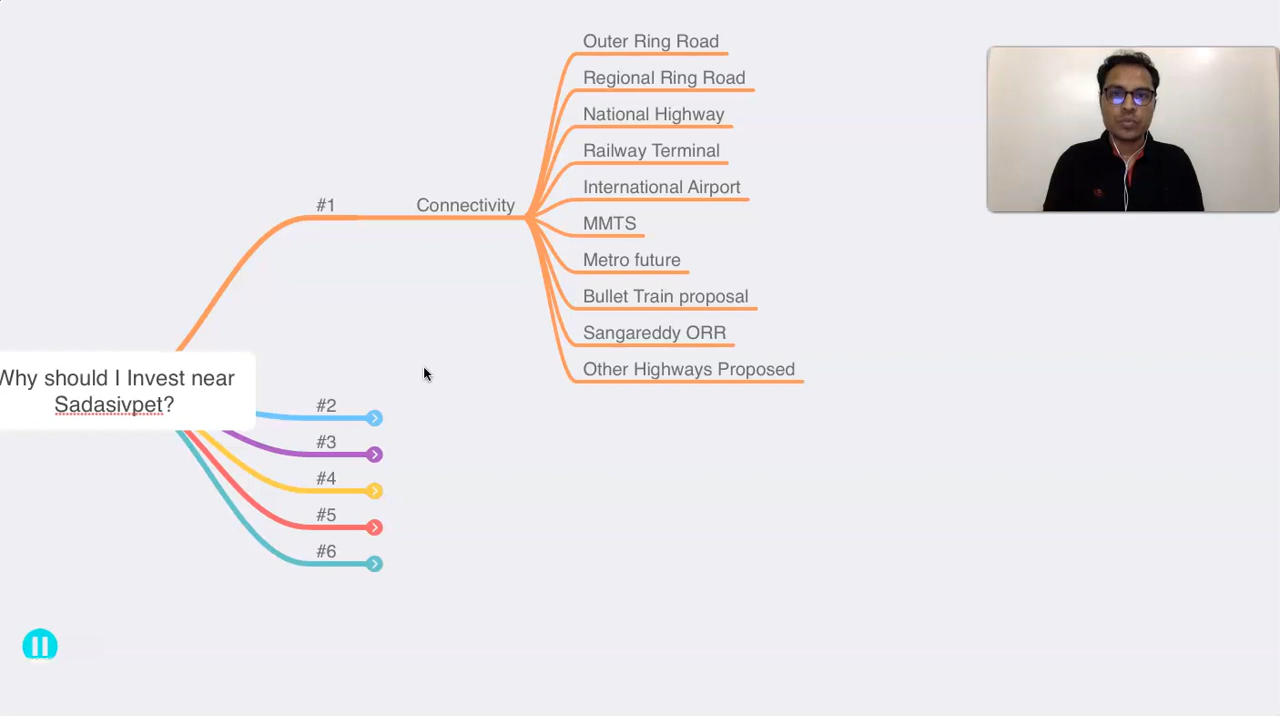 Outer Ring Road
Regional Ring Road
National Highway
Railway Terminal
International Airport
#1
Connectivity
MMTS
Metro future
Bullet Train proposal
Sangareddy ORR
Other Highways Proposed
Why should I Invest near
Sadasivpet?
#2
#3
#4
#5
#6